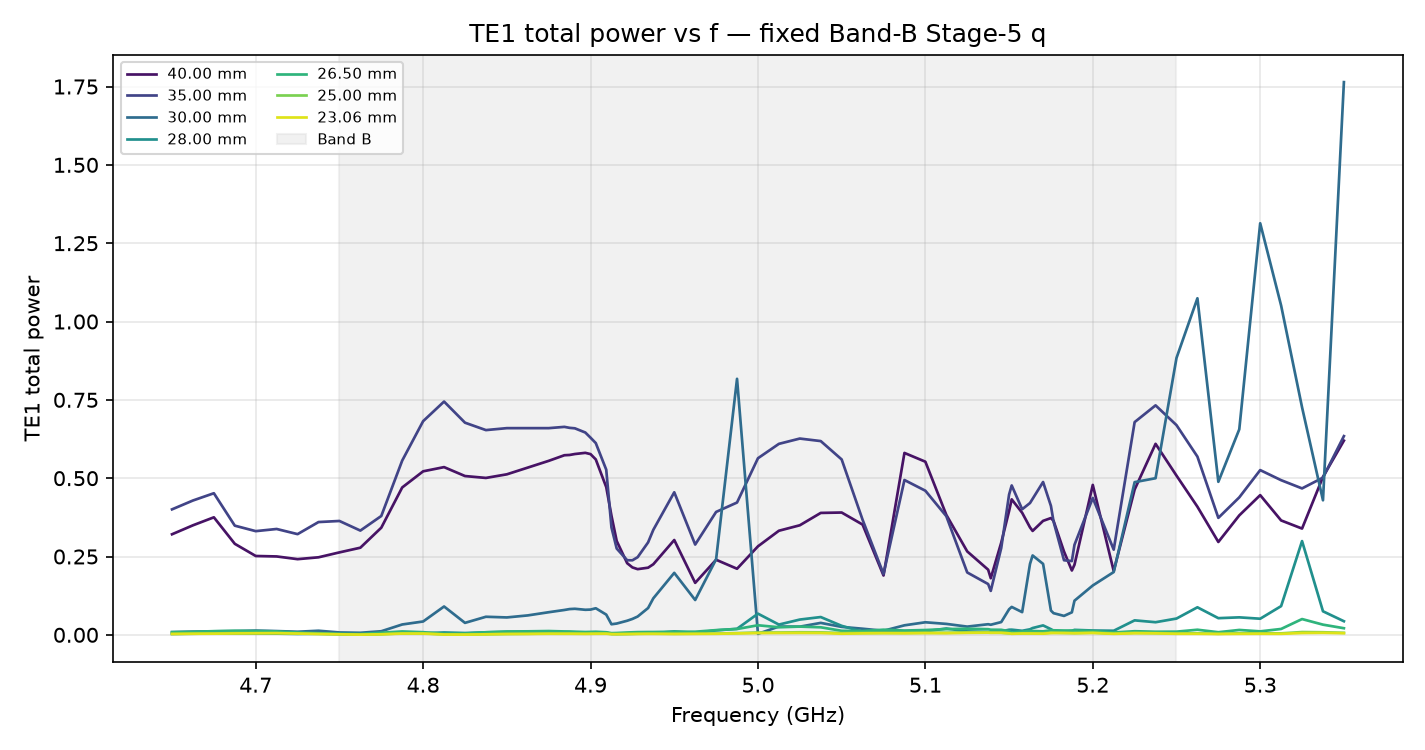 TE1 total power vs f — fixed Band-B Stage-5 q
40.00 mm
35.00 mm
30.00 mm
28.00 mm
26.50 mm
25.00 mm
23.06 mm
Band B
TE1 total power
1.75
1.50
1.25
1.00
0.75
0.50
0.25
0.00
4.7 4.8 4.9 5.0 5.1 5.2 5.3
Frequency (GHz)